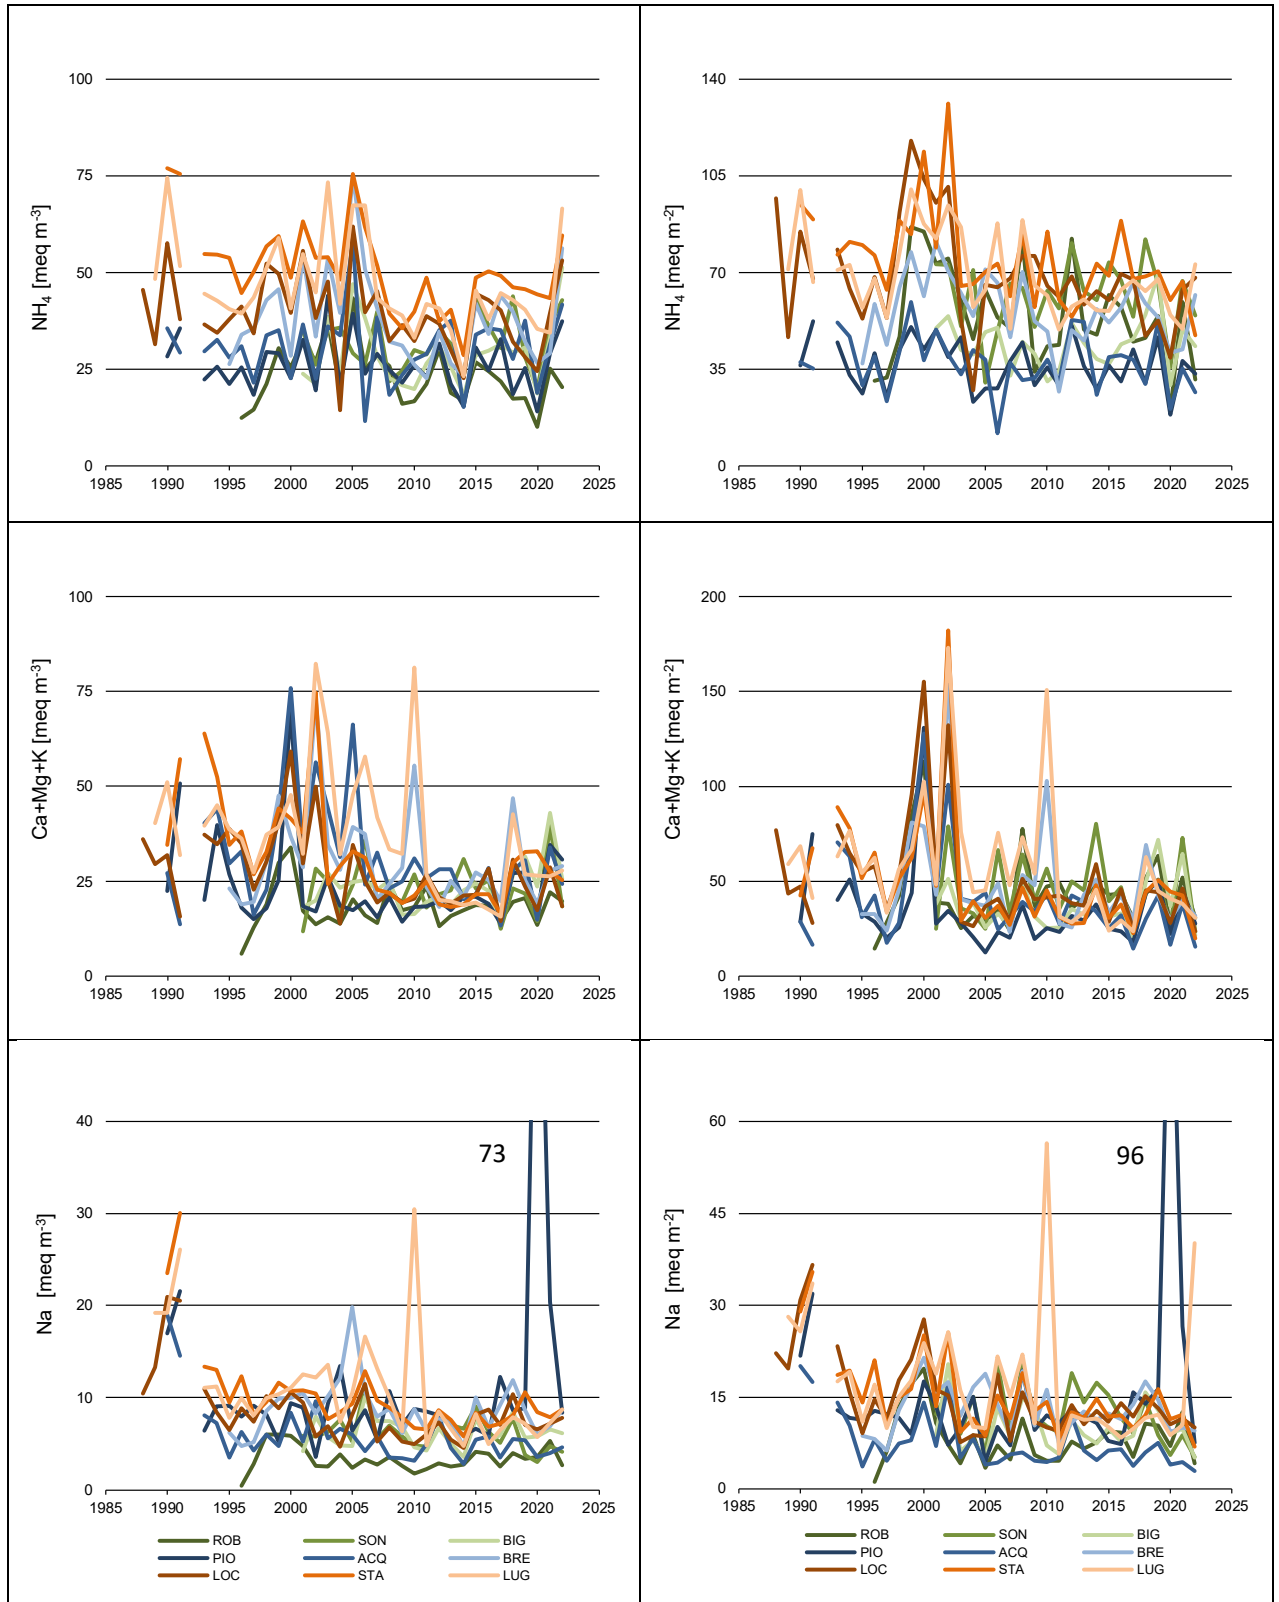 100
75
50
25
0
1985 1990 1995 2000 2005 2010 2015 2020 2025
NH4 [meq m-3]
140
105
70
35
0
1985 1990 1995 2000 2005 2010 2015 2020 2025
NH4 [meq m-2]
100
75
50
25
0
1985 1990 1995 2000 2005 2010 2015 2020 2025
Ca+Mg+K [meq m-3]
200
150
100
50
0
1985 1990 1995 2000 2005 2010 2015 2020 2025
Ca+Mg+K [meq m-2]
40
30
20
10
0
1985 1990 1995 2000 2005 2010 2015 2020 2025
Na [meq m-3]
73
ROB SON BIG
PIO ACQ BRE
LOC STA LUG
60
45
30
15
0
1985 1990 1995 2000 2005 2010 2015 2020 2025
Na [meq m-2]
96
ROB SON BIG
PIO ACQ BRE
LOC STA LUG